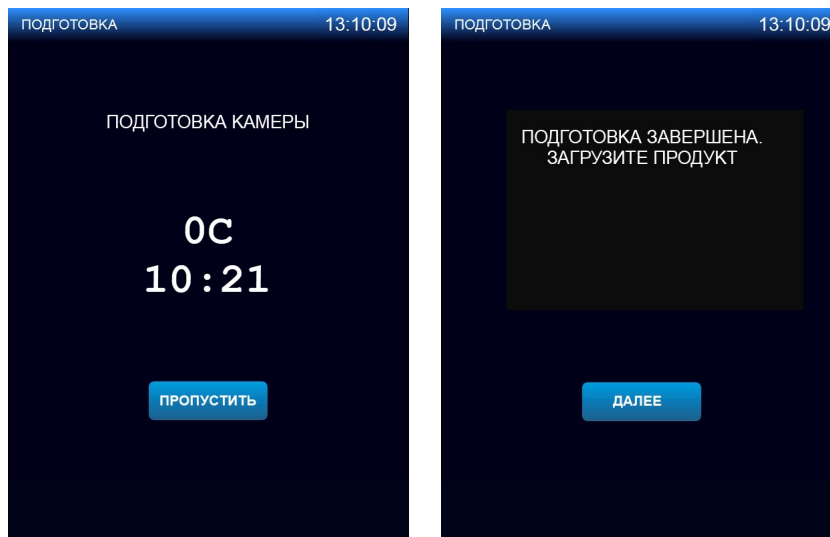 ПОДГОТОВКА 13:10:09
ПОДГОТОВКА КАМЕРЫ
0C
10:21
ПРОПУСТИТЬ
ПОДГОТОВКА 13:10:09
ПОДГОТОВКА ЗАВЕРШЕНА.
ЗАГРУЗИТЕ ПРОДУКТ
ДАЛЕЕ